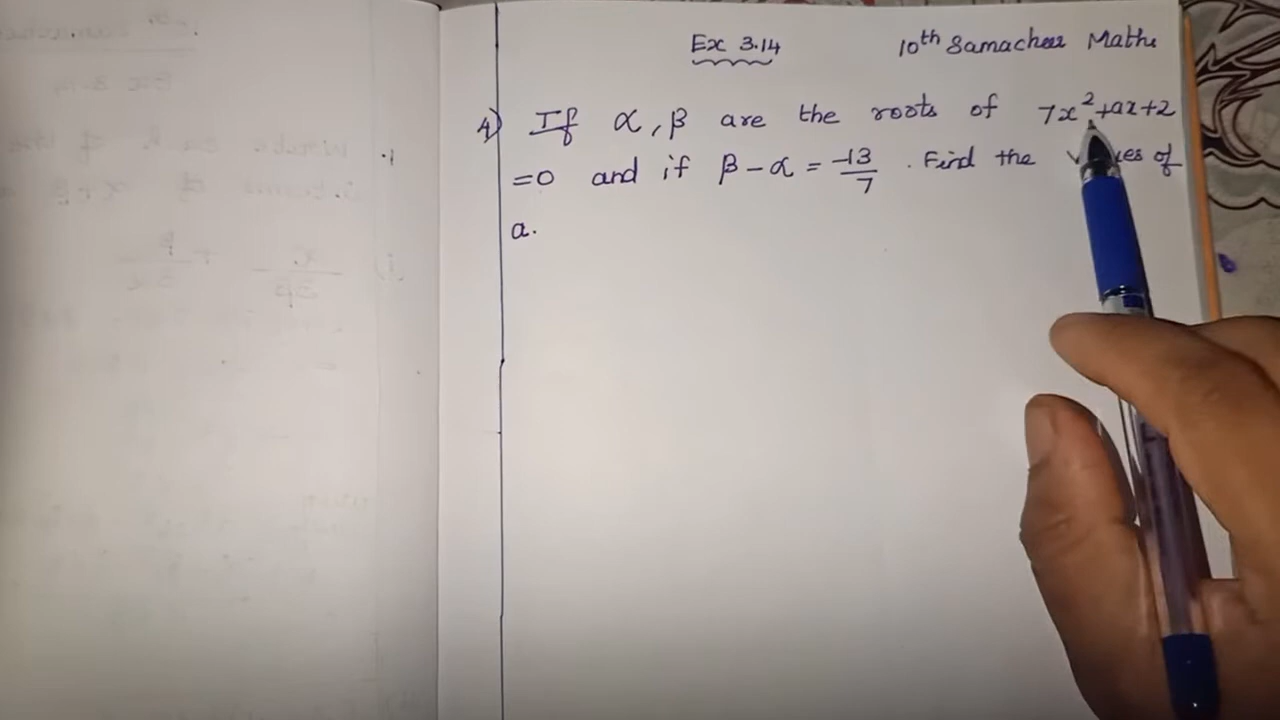 Ex 3.14 10th Samacheer Maths
4) If α, β are the roots of 7x²+ax+2
=0 and if β-α = -13/7 . Find the of
a.